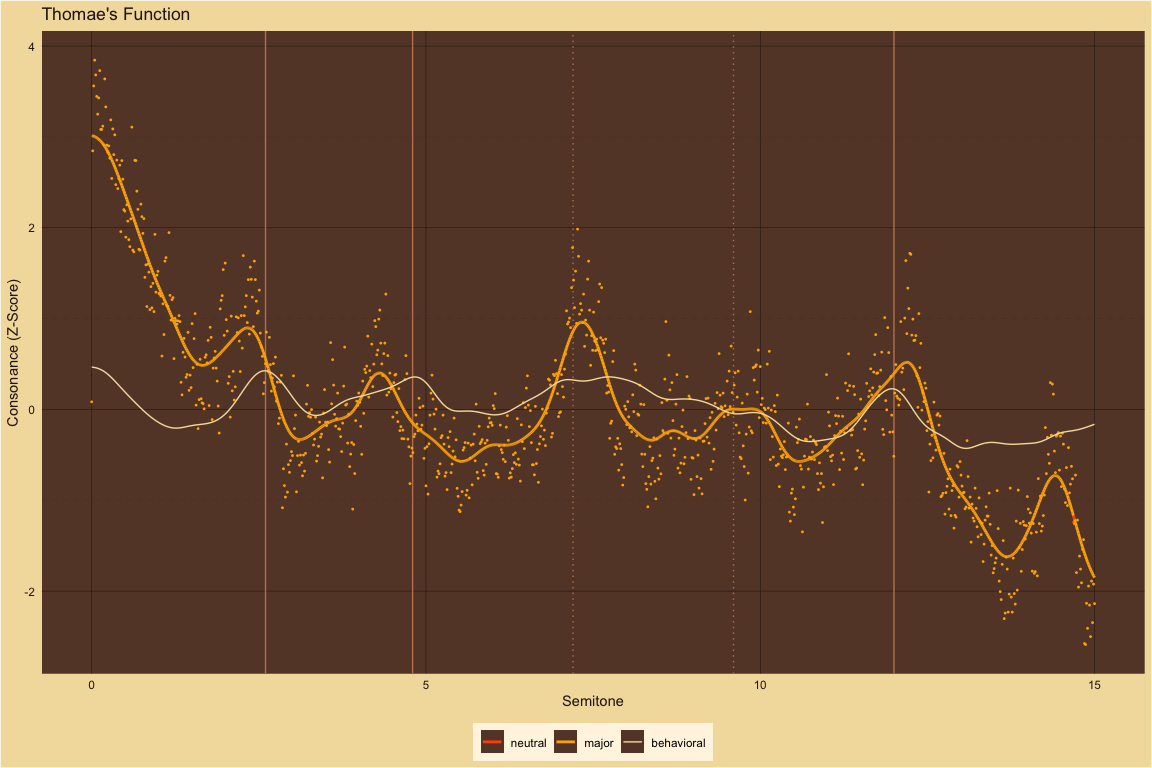 Thomae's Function
Consonance (Z-Score)
4
2
0
-2
0 5 10 15
Semitone
neutral major behavioral